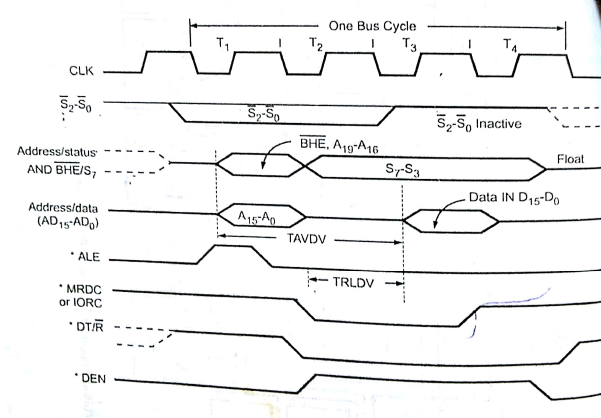 One Bus Cycle
T₁ T₂ T₃ T₄
CLK
S̅₂-S̅₀
S̅₂-S̅₀
S̅₂-S̅₀ Inactive
Address/status
AND B̅H̅E̅/S₇
B̅H̅E̅, A₁₉-A₁₆
S₇-S₃
Float
Address/data
(AD₁₅-AD₀)
A₁₅-A₀
Data IN D₁₅-D₀
TAVDV
* ALE
TRLDV
* MRDC
or IORC
* DT/R̅
* DEN